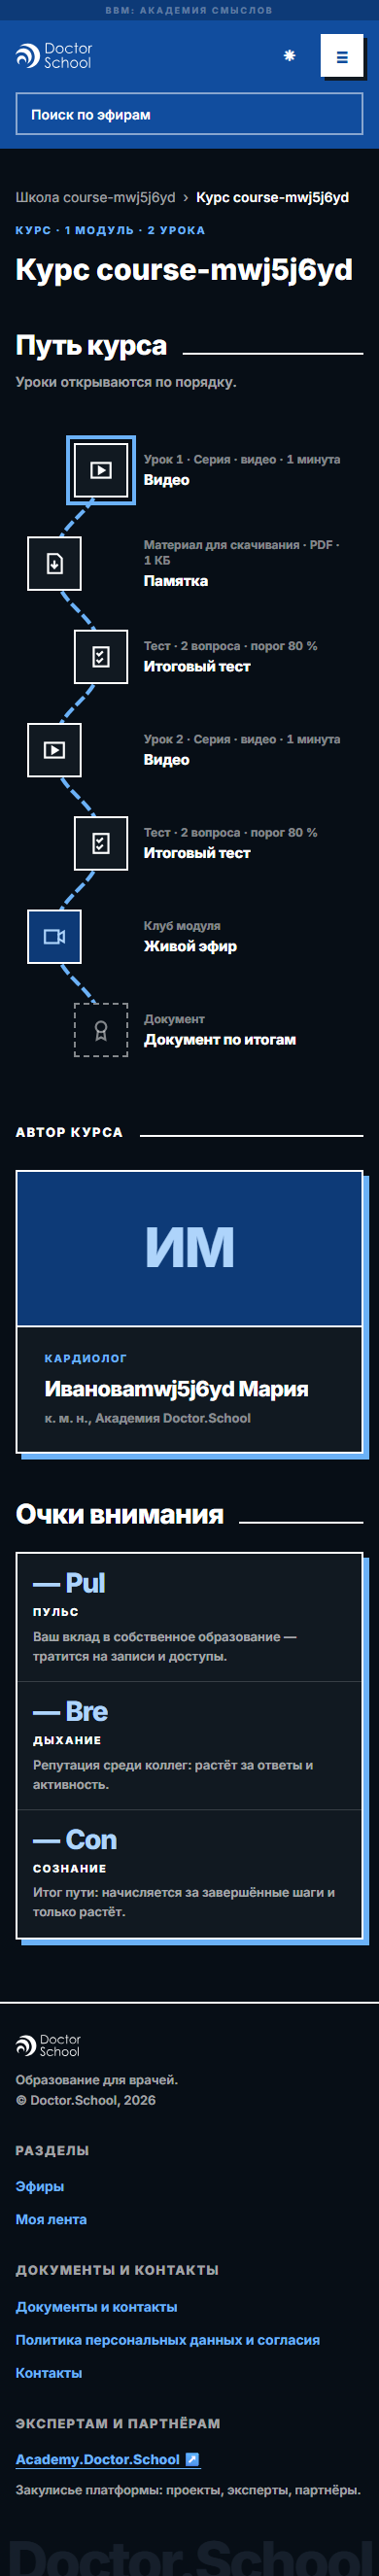 ВВМ: АКАДЕМИЯ СМЫСЛОВ
Doctor
School
Поиск по эфирам
Школа course-mwj5j6yd › Курс course-mwj5j6yd
КУРС · 1 МОДУЛЬ · 2 УРОКА
Курс course-mwj5j6yd
Путь курса
Уроки открываются по порядку.
Урок 1 · Серия · видео · 1 минута
Видео
Материал для скачивания · PDF ·
1 КБ
Памятка
Тест · 2 вопроса · порог 80 %
Итоговый тест
Урок 2 · Серия · видео · 1 минута
Видео
Тест · 2 вопроса · порог 80 %
Итоговый тест
Клуб модуля
Живой эфир
Документ
Документ по итогам
АВТОР КУРСА
ИМ
КАРДИОЛОГ
Ивановаmwj5j6yd Мария
к. м. н., Академия Doctor.School
Очки внимания
— Pul
ПУЛЬС
Ваш вклад в собственное образование —
тратится на записи и доступы.
— Bre
ДЫХАНИЕ
Репутация среди коллег: растёт за ответы и
активность.
— Con
СОЗНАНИЕ
Итог пути: начисляется за завершённые шаги и
только растёт.
Doctor
School
Образование для врачей.
© Doctor.School, 2026
РАЗДЕЛЫ
Эфиры
Моя лента
ДОКУМЕНТЫ И КОНТАКТЫ
Документы и контакты
Политика персональных данных и согласия
Контакты
ЭКСПЕРТАМ И ПАРТНЁРАМ
Academy.Doctor.School ↗
Закулисье платформы: проекты, эксперты, партнёры.
Doctor.School